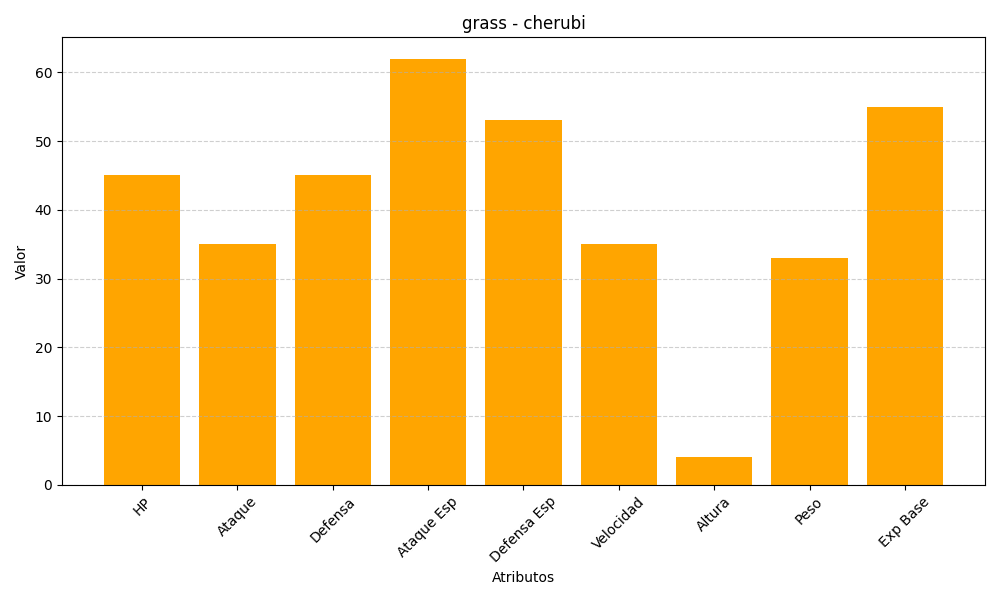 grass - cherubi
Valor
60
50
40
30
20
10
0
HP
Ataque
Defensa
Ataque Esp
Defensa Esp
Velocidad
Altura
Peso
Exp Base
Atributos